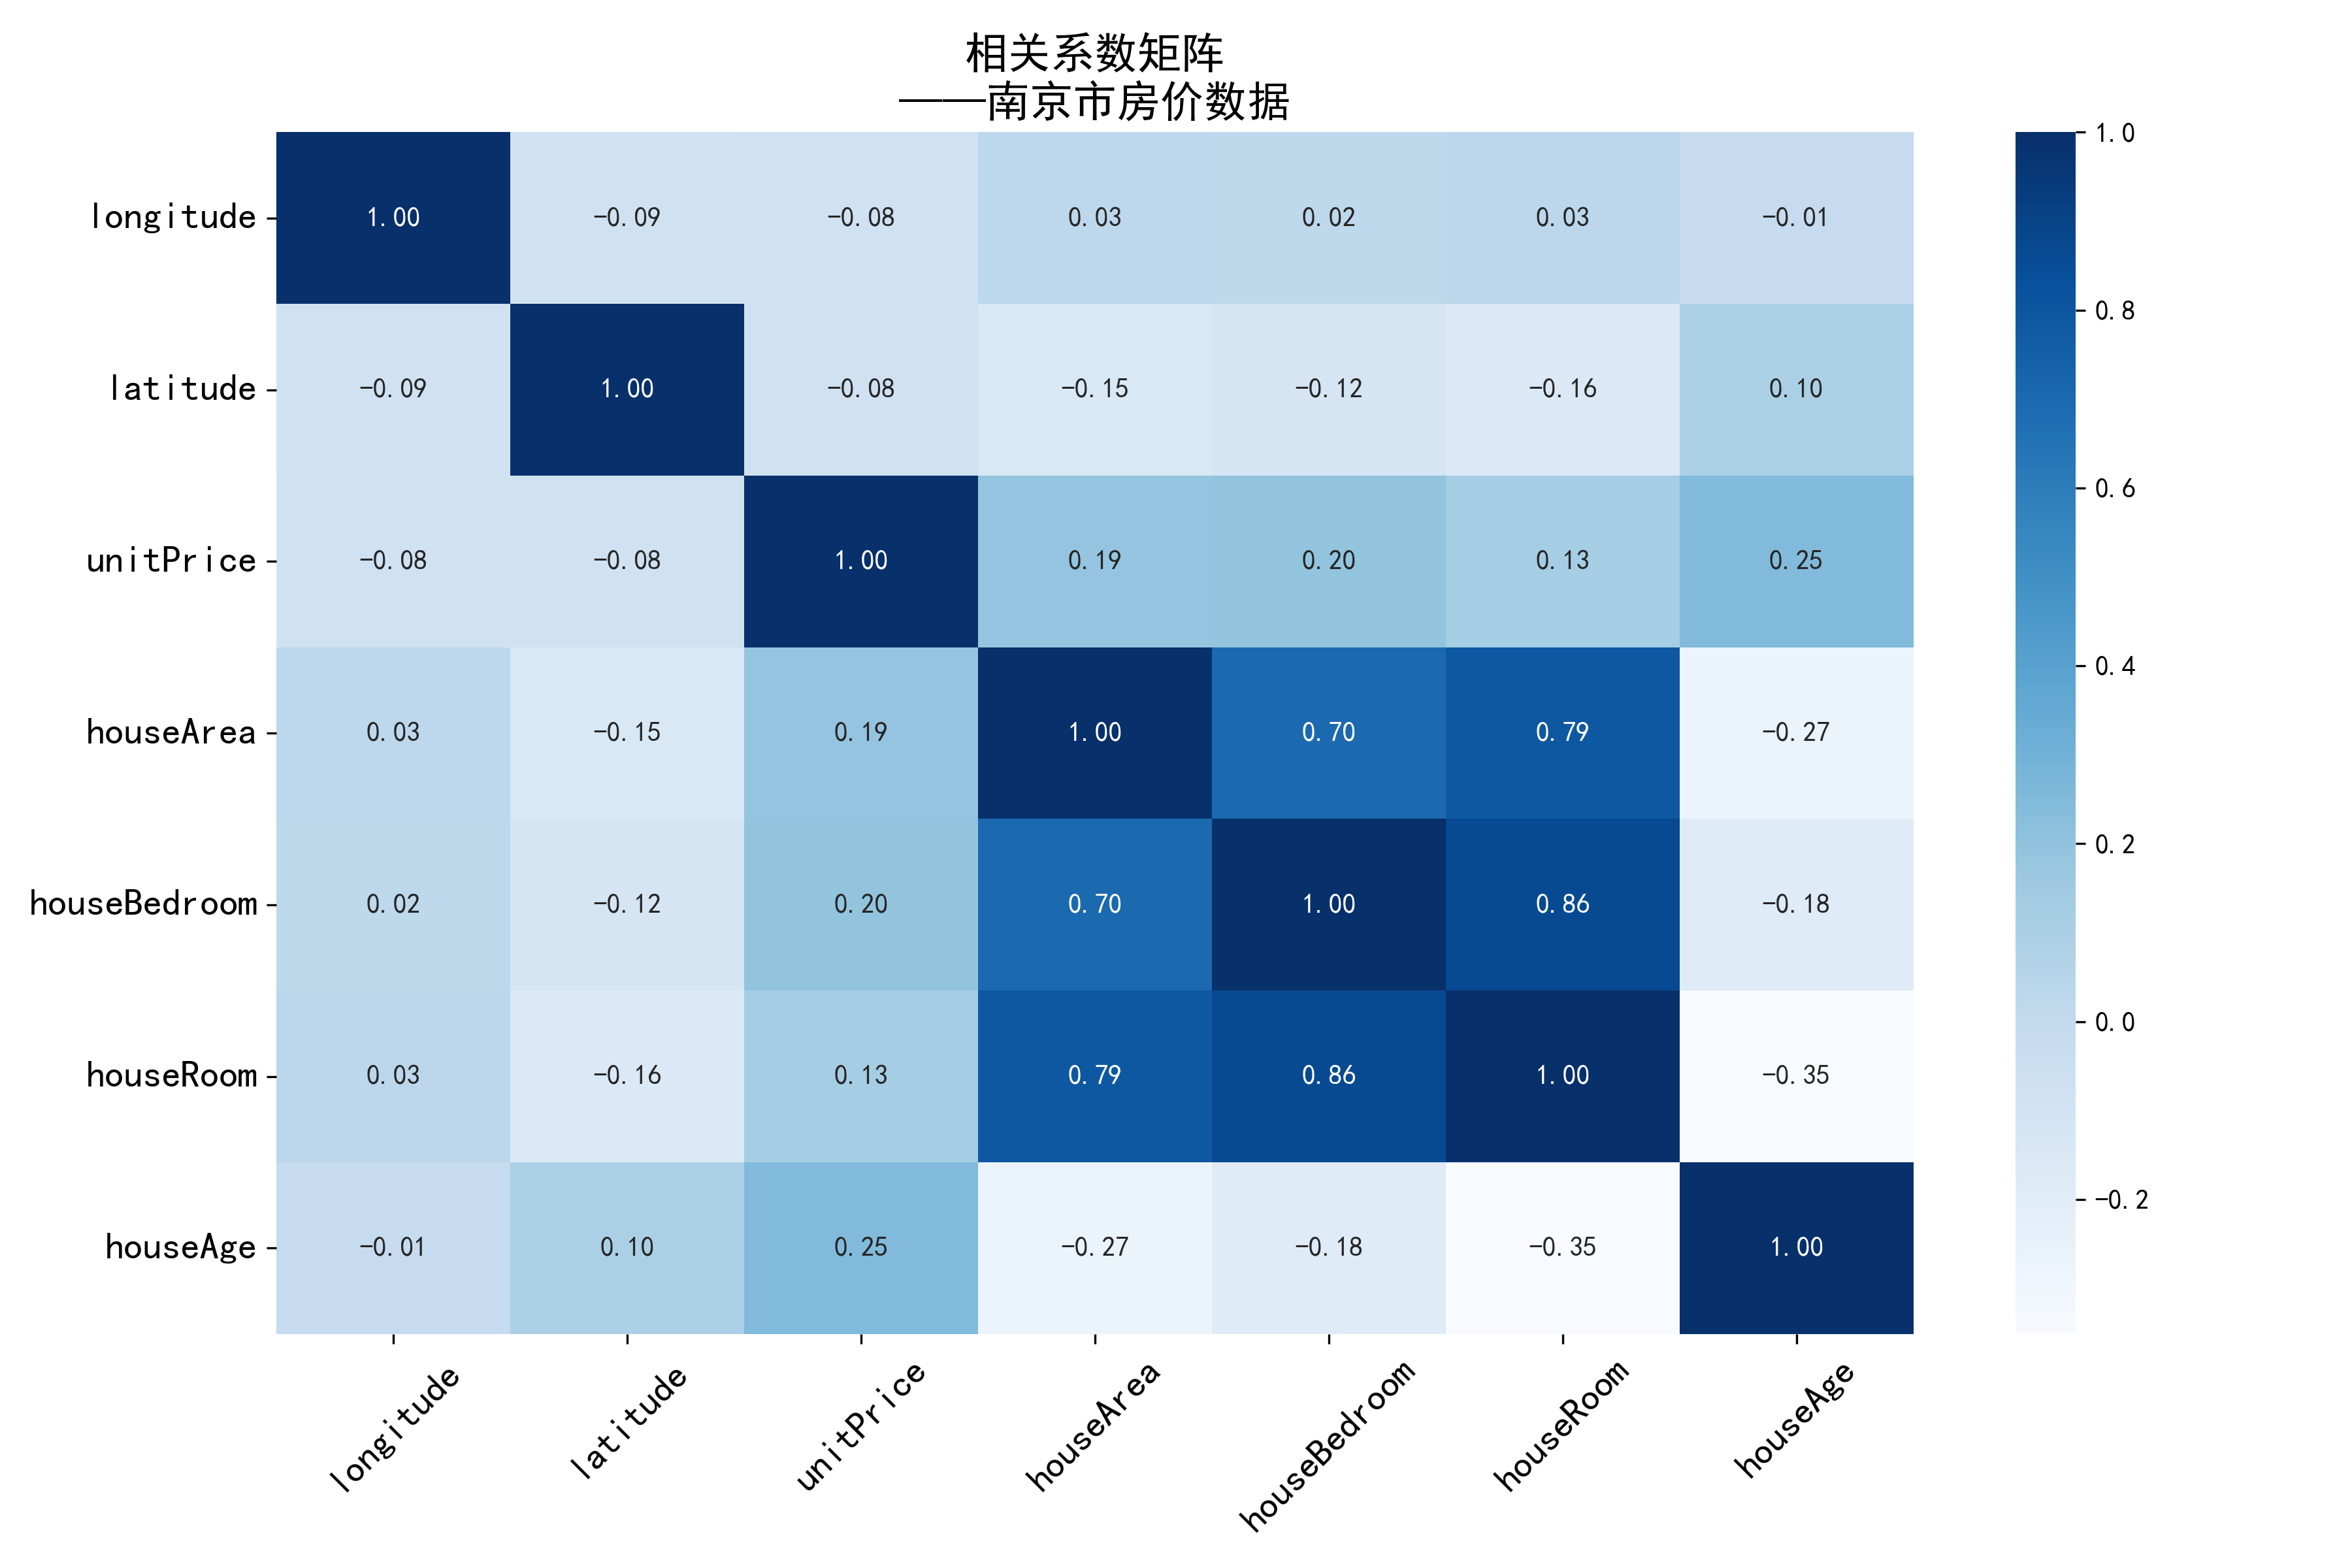 相关系数矩阵
——南京市房价数据
longitude 1.00 -0.09 -0.08 0.03 0.02 0.03 -0.01
latitude -0.09 1.00 -0.08 -0.15 -0.12 -0.16 0.10
unitPrice -0.08 -0.08 1.00 0.19 0.20 0.13 0.25
houseArea 0.03 -0.15 0.19 1.00 0.70 0.79 -0.27
houseBedroom 0.02 -0.12 0.20 0.70 1.00 0.86 -0.18
houseRoom 0.03 -0.16 0.13 0.79 0.86 1.00 -0.35
houseAge -0.01 0.10 0.25 -0.27 -0.18 -0.35 1.00
longitude latitude unitPrice houseArea houseBedroom houseRoom houseAge
1.0
0.8
0.6
0.4
0.2
0.0
-0.2